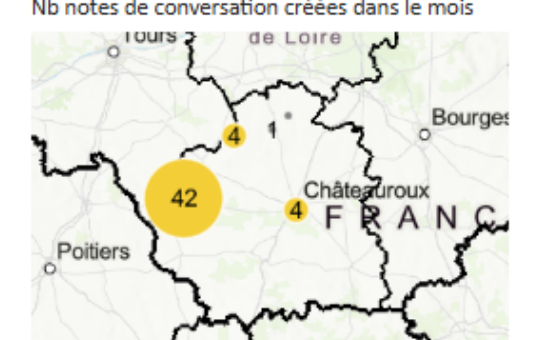 Nb notes de conversation créées dans le mois
Tours
de Loire
Bourges
4
1
42
Châteauroux
4
FRANC
Poitiers